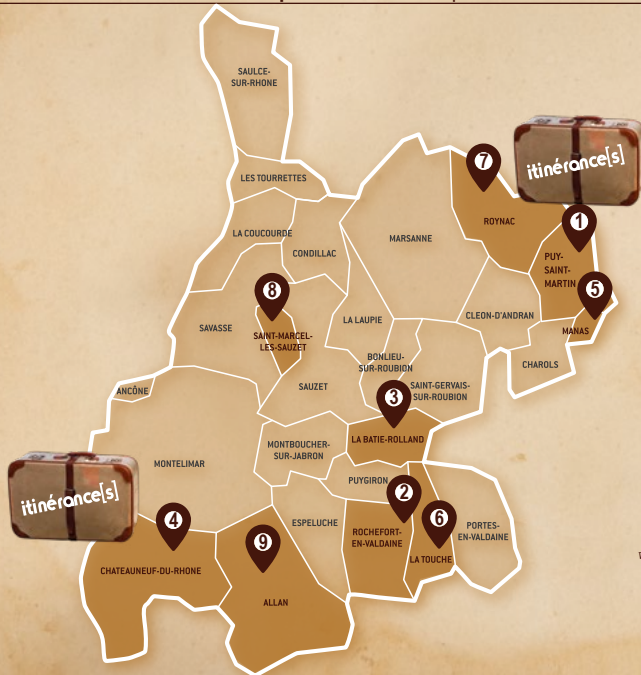 SAULCE-
SUR-RHONE
itinérance[s]
7
LES TOURRETTES
1
ROYNAC
LA COUCOURDE
MARSANNE
CONDILLAC
PUY-
SAINT-
MARTIN
8
5
LA LAUPIE
CLEON-D'ANDRAN
SAVASSE
MANAS
SAINT-MARCEL-
LES-SAUZET
BONLIEU-
SUR-ROUBION
CHAROLS
SAUZET
SAINT-GERVAIS-
SUR-ROUBION
ANCÔNE
3
LA BATIE-ROLLAND
MONTBOUCHER-
SUR-JABRON
MONTELIMAR
PUYGIRON
itinérance[s]
2
4
ESPELUCHE
6
PORTES-
EN-VALDAINE
ROCHEFORT-
EN-VALDAINE
9
LA TOUCHE
CHATEAUNEUF-DU-RHONE
ALLAN